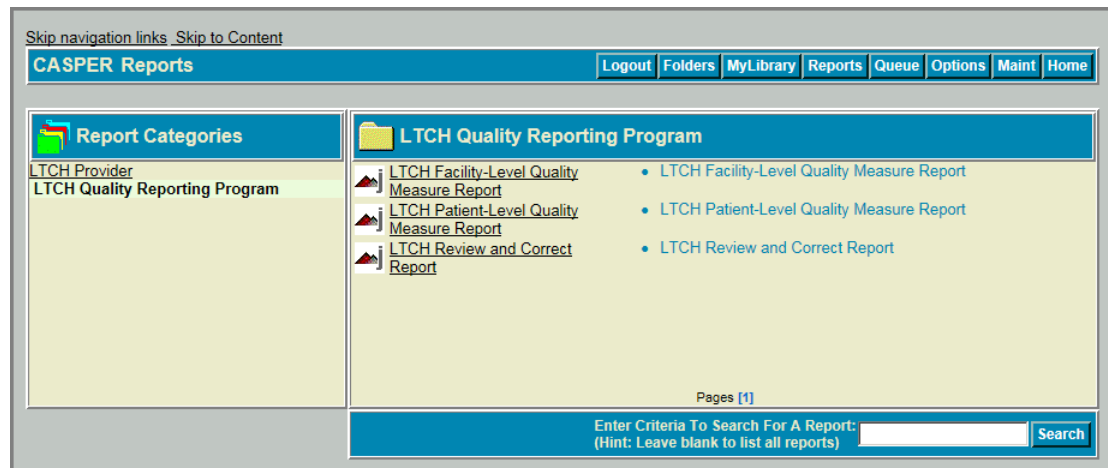 Skip navigation links  Skip to Content
CASPER Reports
Logout Folders MyLibrary Reports Queue Options Maint Home
Report Categories
LTCH Provider
LTCH Quality Reporting Program
LTCH Quality Reporting Program
LTCH Facility-Level Quality
Measure Report
• LTCH Facility-Level Quality Measure Report
LTCH Patient-Level Quality
Measure Report
• LTCH Patient-Level Quality Measure Report
LTCH Review and Correct
Report
• LTCH Review and Correct Report
Pages [1]
Enter Criteria To Search For A Report:
(Hint: Leave blank to list all reports)
Search